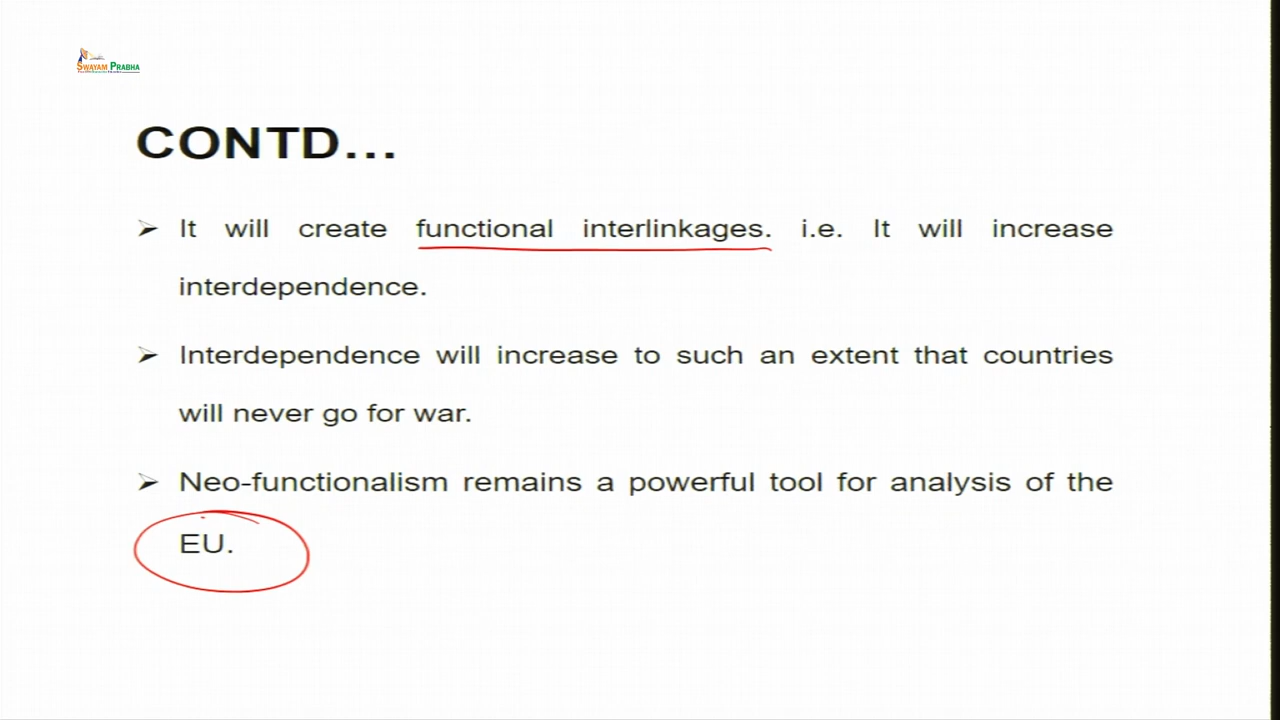 SWAYAM PRABHA
CONTD...
➢ It will create functional interlinkages. i.e. It will increase
interdependence.
➢ Interdependence will increase to such an extent that countries
will never go for war.
➢ Neo-functionalism remains a powerful tool for analysis of the
EU.